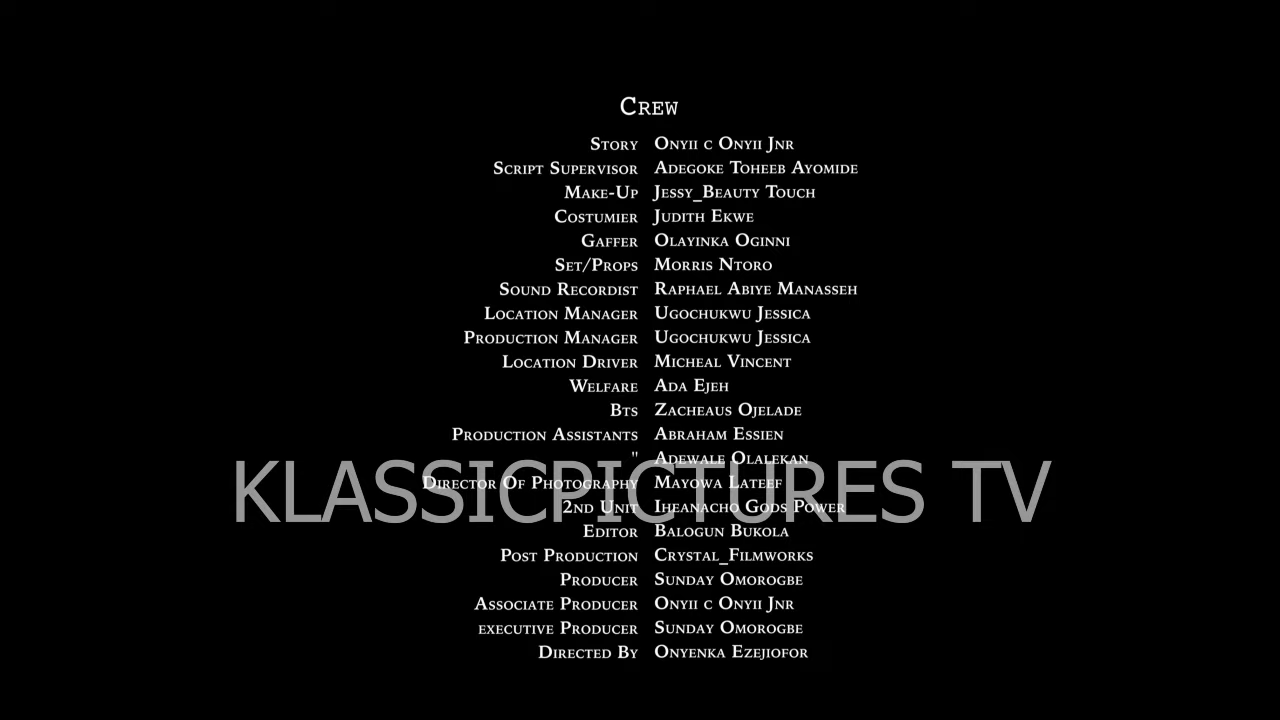 Crew
Story Onyii c Onyii Jnr
Script Supervisor Adegoke Toheeb Ayomide
Make-Up Jessy_Beauty Touch
Costumier Judith Ekwe
Gaffer Olayinka Oginni
Set/Props Morris Ntoro
Sound Recordist Raphael Abiye Manasseh
Location Manager Ugochukwu Jessica
Production Manager Ugochukwu Jessica
Location Driver Micheal Vincent
Welfare Ada Ejeh
Bts Zacheaus Ojelade
Production Assistants Abraham Essien
" Adewale Olalekan
Director Of Photography Mayowa Lateef
KLASSICPICTURES TV
2nd Unit Iheanacho Gods Power
Editor Balogun Bukola
Post Production Crystal_Filmworks
Producer Sunday Omorogbe
Associate Producer Onyii c Onyii Jnr
executive Producer Sunday Omorogbe
Directed By Onyenka Ezejiofor